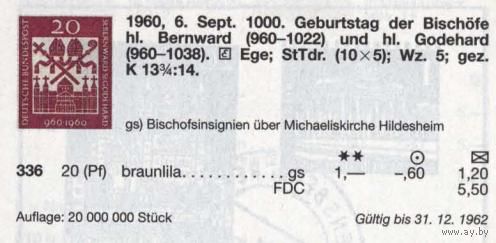 20
DEUTSCHE BUNDESPOST
ST. BERNWARD ST. GODEHARD
960·1960
1960, 6. Sept. 1000. Geburtstag der Bischöfe
hl. Bernward (960–1022) und hl. Godehard
(960–1038). E Ege; StTdr. (10×5); Wz. 5; gez.
K 13¾:14.
gs) Bischofsinsignien über Michaeliskirche Hildesheim
★★ ⊙ ✉
336 20 (Pf) braunlila. . . . . . . . . . . . gs 1,— –,60 1,20
FDC 5,50
Auflage: 20 000 000 Stück Gültig bis 31. 12. 1962
www.ay.by